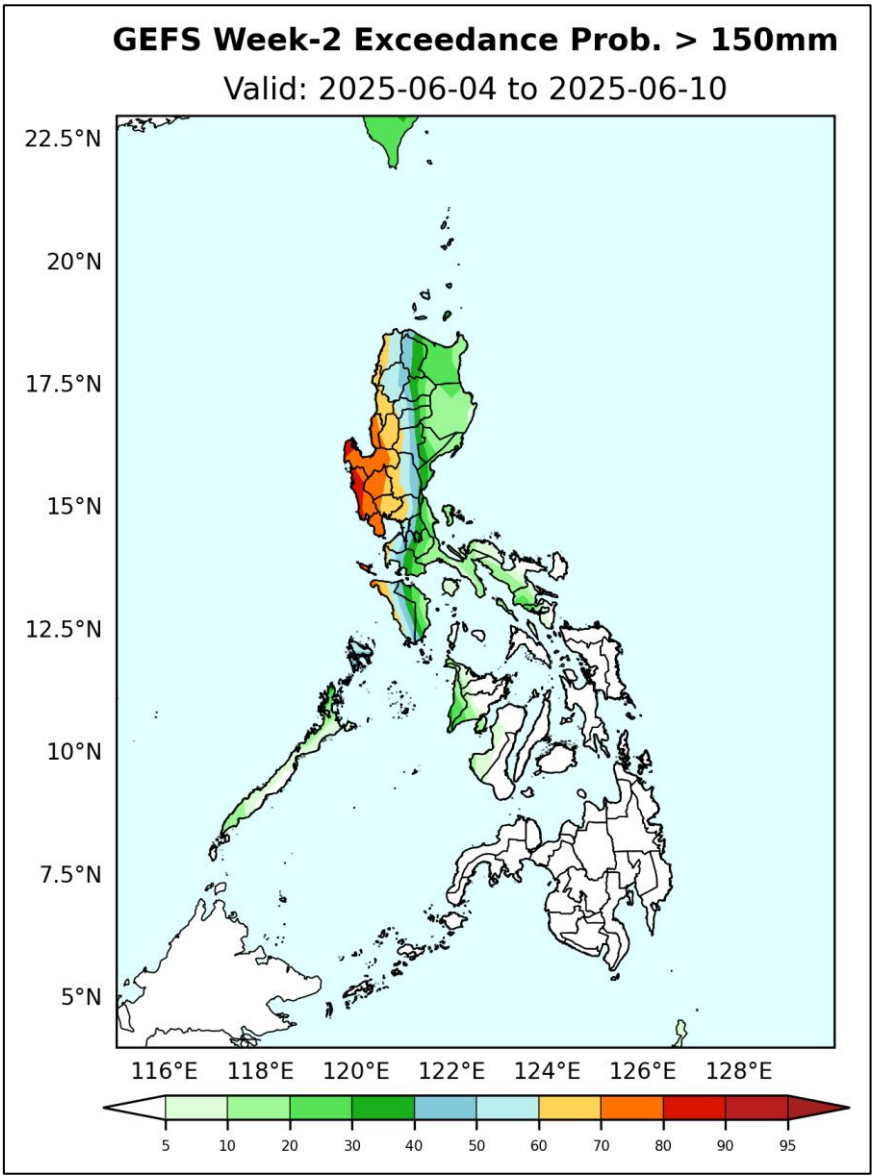 GEFS Week-2 Exceedance Prob. > 150mm
Valid: 2025-06-04 to 2025-06-10
22.5°N
20°N
17.5°N
15°N
12.5°N
10°N
7.5°N
5°N
116°E 118°E 120°E 122°E 124°E 126°E 128°E
5 10 20 30 40 50 60 70 80 90 95